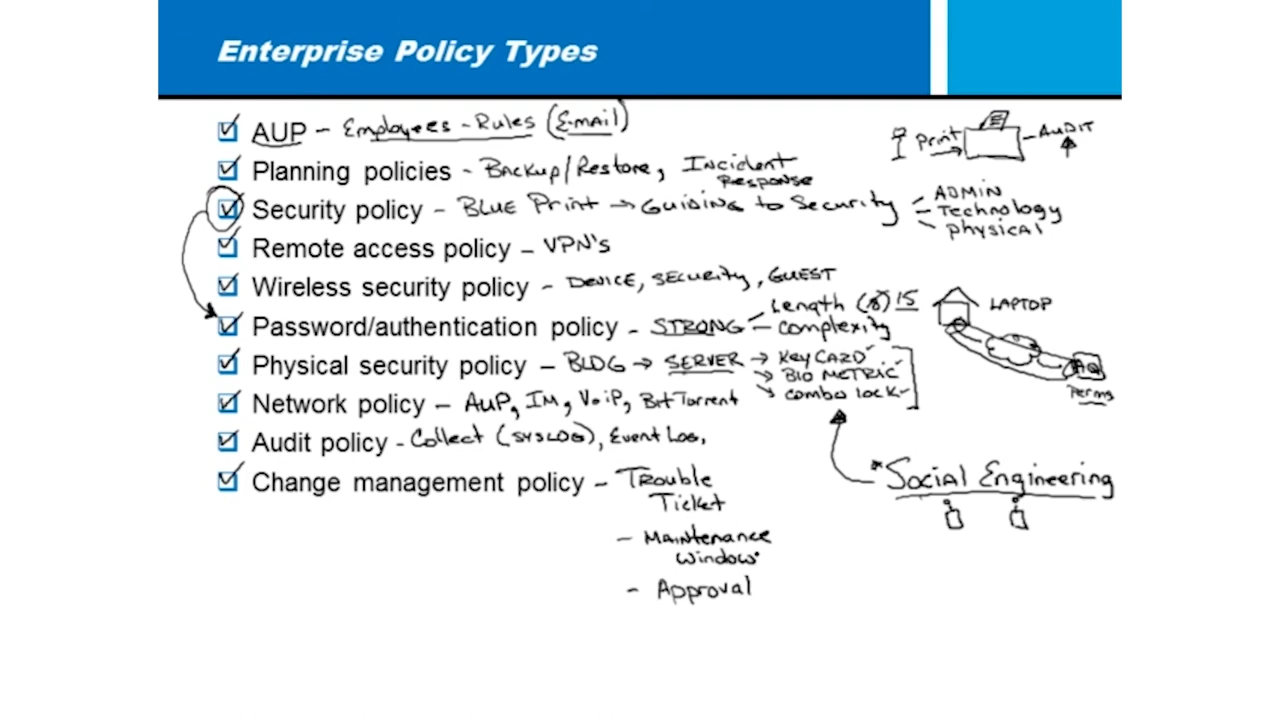 Enterprise Policy Types
AUP - Employees - Rules (E-mail)
Print - AUDIT
Planning policies - Backup/Restore, Incident
Response
Security policy - Blue Print → Guiding to Security
- ADMIN
- Technology
- Physical
Remote access policy - VPN's
Wireless security policy - Device, Security, Guest
Password/authentication policy - STRONG
- Length (8) 15
- complexity
LAPTOP
HQ
Perms
Physical security policy - BLDG → SERVER → Key CARD
→ BIO METRIC
→ combo lock
Network policy - AUP, IM, VoIP, BitTorrent
Audit policy - Collect (SYSLOG), Event Log,
*Social Engineering
Change management policy - Trouble
Ticket
- Maintenance
Window
- Approval